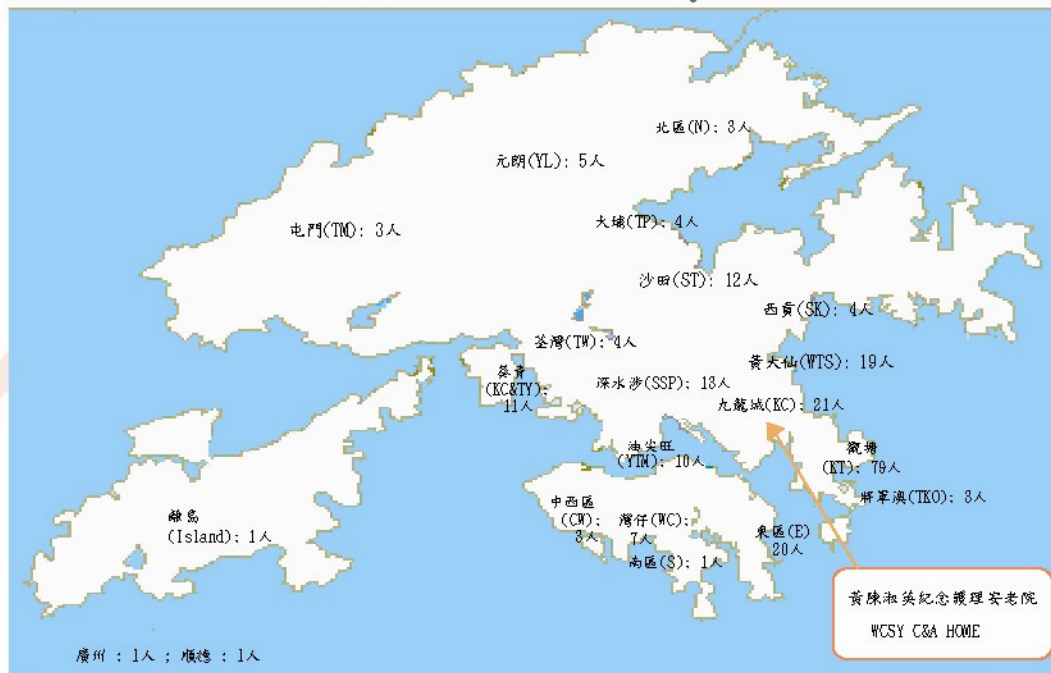 北區(N): 3人
元朗(YL): 5人
大埔(TP): 4人
屯門(TM): 3人
沙田(ST): 12人
西貢(SK): 4人
荃灣(TW): 4人
黃大仙(WTS): 19人
葵青
(KC&TY):
11人
深水涉(SSP): 13人
九龍城(KC): 21人
油尖旺
(YTM): 10人
觀塘
(KT): 79人
將軍澳(TKO): 3人
中西區
(CW):
3人
灣仔(WC):
7人
東區(E)
20人
南區(S): 1人
離島
(Island): 1人
黃陳淑英紀念護理安老院
WCSY C&A HOME
廣州 : 1人 ; 順德 : 1人